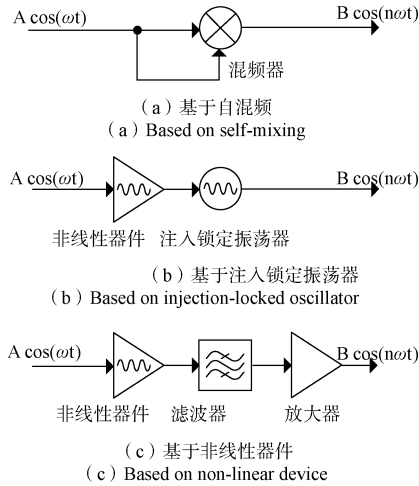 A cos(ωt) B cos(nωt)
混频器
（a）基于自混频
（a）Based on self-mixing
A cos(ωt) B cos(nωt)
非线性器件 注入锁定振荡器
（b）基于注入锁定振荡器
（b）Based on injection-locked oscillator
A cos(ωt) B cos(nωt)
非线性器件 滤波器 放大器
（c）基于非线性器件
（c）Based on non-linear device